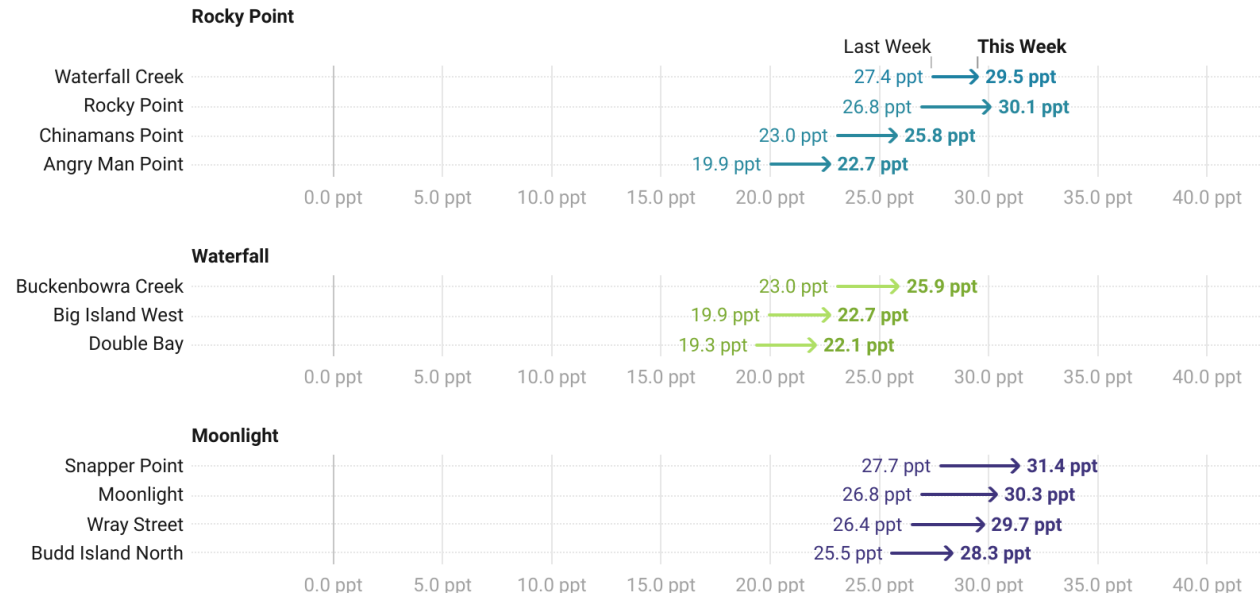 Rocky Point
Last Week This Week
Waterfall Creek 27.4 ppt 29.5 ppt
Rocky Point 26.8 ppt 30.1 ppt
Chinamans Point 23.0 ppt 25.8 ppt
Angry Man Point 19.9 ppt 22.7 ppt
0.0 ppt 5.0 ppt 10.0 ppt 15.0 ppt 20.0 ppt 25.0 ppt 30.0 ppt 35.0 ppt 40.0 ppt
Waterfall
Buckenbowra Creek 23.0 ppt 25.9 ppt
Big Island West 19.9 ppt 22.7 ppt
Double Bay 19.3 ppt 22.1 ppt
0.0 ppt 5.0 ppt 10.0 ppt 15.0 ppt 20.0 ppt 25.0 ppt 30.0 ppt 35.0 ppt 40.0 ppt
Moonlight
Snapper Point 27.7 ppt 31.4 ppt
Moonlight 26.8 ppt 30.3 ppt
Wray Street 26.4 ppt 29.7 ppt
Budd Island North 25.5 ppt 28.3 ppt
0.0 ppt 5.0 ppt 10.0 ppt 15.0 ppt 20.0 ppt 25.0 ppt 30.0 ppt 35.0 ppt 40.0 ppt